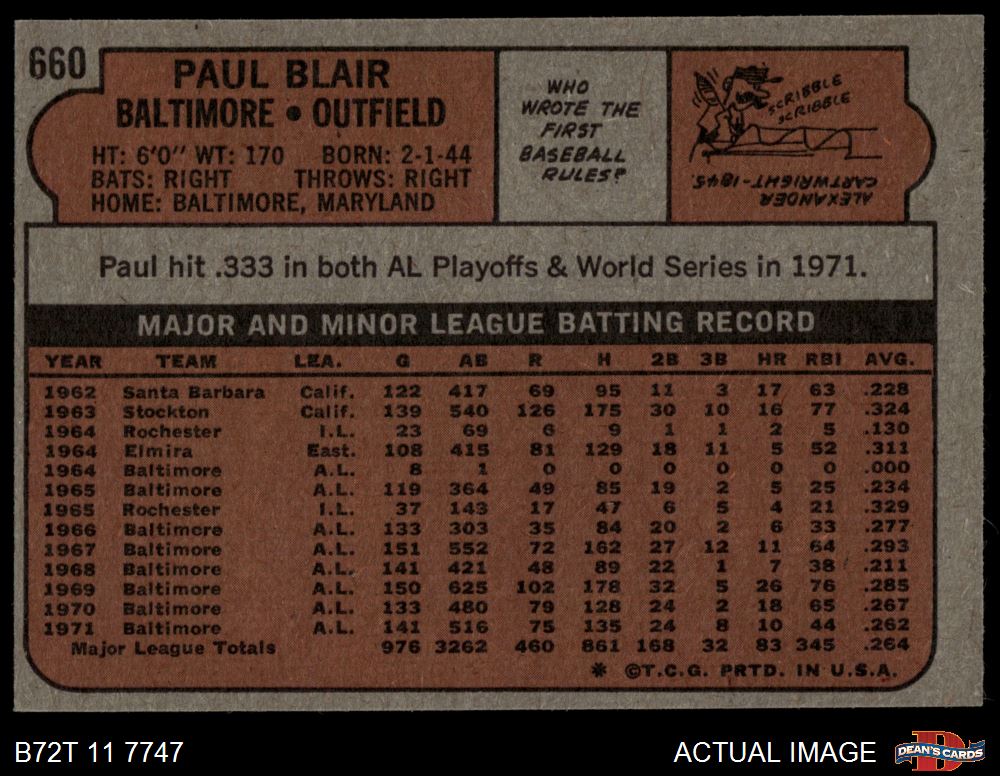 660
PAUL BLAIR
BALTIMORE • OUTFIELD
HT: 6'0" WT: 170 BORN: 2-1-44
BATS: RIGHT THROWS: RIGHT
HOME: BALTIMORE, MARYLAND
WHO
WROTE THE
FIRST
BASEBALL
RULES?
SCRIBBLE
SCRIBBLE
ALEXANDER
CARTWRIGHT-1845.
Paul hit .333 in both AL Playoffs & World Series in 1971.
MAJOR AND MINOR LEAGUE BATTING RECORD
YEAR TEAM LEA. G AB R H 2B 3B HR RBI AVG.
1962 Santa Barbara Calif. 122 417 69 95 11 3 17 63 .228
1963 Stockton Calif. 139 540 126 175 30 10 16 77 .324
1964 Rochester I.L. 23 69 6 9 1 1 2 5 .130
1964 Elmira East. 108 415 81 129 18 11 5 52 .311
1964 Baltimore A.L. 8 1 0 0 0 0 0 0 .000
1965 Baltimore A.L. 119 364 49 85 19 2 5 25 .234
1965 Rochester I.L. 37 143 17 47 6 5 4 21 .329
1966 Baltimore A.L. 133 303 35 84 20 2 6 33 .277
1967 Baltimore A.L. 151 552 72 162 27 12 11 64 .293
1968 Baltimore A.L. 141 421 48 89 22 1 7 38 .211
1969 Baltimore A.L. 150 625 102 178 32 5 26 76 .285
1970 Baltimore A.L. 133 480 79 128 24 2 18 65 .267
1971 Baltimore A.L. 141 516 75 135 24 8 10 44 .262
Major League Totals 976 3262 460 861 168 32 83 345 .264
* ©T.C.G. PRTD. IN U.S.A.
B72T 11 7747
ACTUAL IMAGE
DEAN'S CARDS